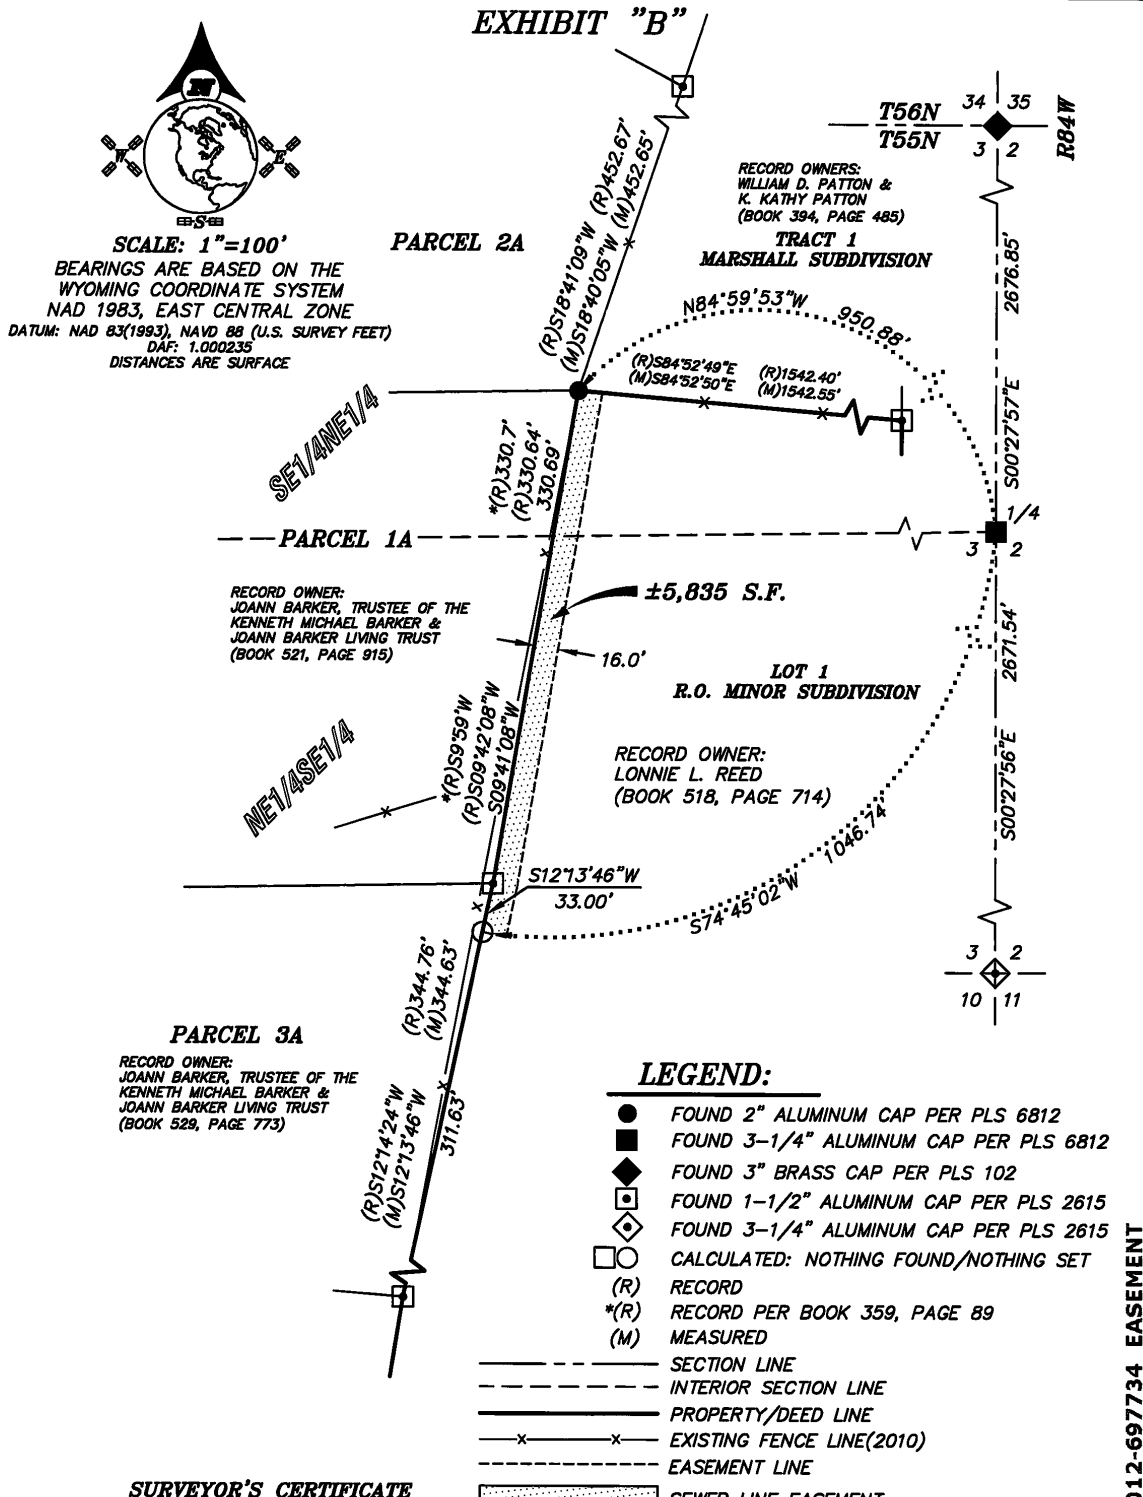 EXHIBIT "B"
N
W
E
S
SCALE: 1"=100'
BEARINGS ARE BASED ON THE
WYOMING COORDINATE SYSTEM
NAD 1983, EAST CENTRAL ZONE
DATUM: NAD 83(1993), NAVD 88 (U.S. SURVEY FEET)
DAF: 1.000235
DISTANCES ARE SURFACE
PARCEL 2A
(R)S18°41'09"W (R)452.67'
(M)S18°40'05"W (M)452.65'
T56N
T55N
34 35
3 2
R84W
RECORD OWNERS:
WILLIAM D. PATTON &
K. KATHY PATTON
(BOOK 394, PAGE 485)
TRACT 1
MARSHALL SUBDIVISION
2676.85'
S00°27'57"E
N84°59'53"W 950.88'
(R)S84°52'49"E (R)1542.40'
(M)S84°52'50"E (M)1542.55'
SE1/4NE1/4
*(R)330.7'
(R)330.64'
330.69'
1/4
3 2
PARCEL 1A
RECORD OWNER:
JOANN BARKER, TRUSTEE OF THE
KENNETH MICHAEL BARKER &
JOANN BARKER LIVING TRUST
(BOOK 521, PAGE 915)
±5,835 S.F.
16.0'
LOT 1
R.O. MINOR SUBDIVISION
2671.54'
S00°27'56"E
RECORD OWNER:
LONNIE L. REED
(BOOK 518, PAGE 714)
*(R)S9°59'W
(R)S09°42'08"W
S09°41'08"W
NE1/4SE1/4
S12°13'46"W
33.00'
S74°45'02"W 1046.74'
3 2
10 11
(R)344.76'
(M)344.63'
PARCEL 3A
RECORD OWNER:
JOANN BARKER, TRUSTEE OF THE
KENNETH MICHAEL BARKER &
JOANN BARKER LIVING TRUST
(BOOK 529, PAGE 773)
(R)S12°14'24"W
(M)S12°13'46"W
311.63'
LEGEND:
FOUND 2" ALUMINUM CAP PER PLS 6812
FOUND 3-1/4" ALUMINUM CAP PER PLS 6812
FOUND 3" BRASS CAP PER PLS 102
FOUND 1-1/2" ALUMINUM CAP PER PLS 2615
FOUND 3-1/4" ALUMINUM CAP PER PLS 2615
CALCULATED: NOTHING FOUND/NOTHING SET
(R) RECORD
*(R) RECORD PER BOOK 359, PAGE 89
(M) MEASURED
SECTION LINE
INTERIOR SECTION LINE
PROPERTY/DEED LINE
EXISTING FENCE LINE(2010)
EASEMENT LINE
SEWER LINE EASEMENT
SURVEYOR'S CERTIFICATE
012-697734 EASEMENT